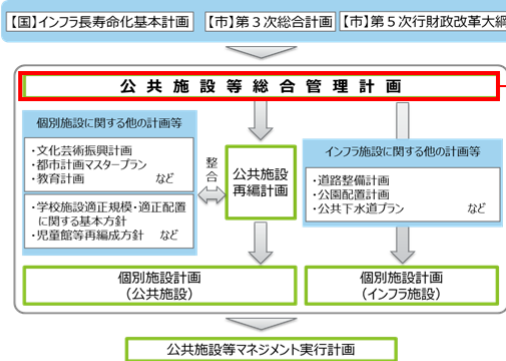 【国】インフラ長寿命化基本計画
【市】第3次総合計画
【市】第5次行財政改革大綱
公共施設等総合管理計画
個別施設に関する他の計画等
・文化芸術振興計画
・都市計画マスタープラン
・教育計画 など
・学校施設適正規模・適正配置
に関する基本方針
・児童館等再編成方針 など
整合
公共施設
再編計画
インフラ施設に関する他の計画等
・道路整備計画
・公園配置計画
・公共下水道プラン など
個別施設計画
（公共施設）
個別施設計画
（インフラ施設）
公共施設等マネジメント実行計画